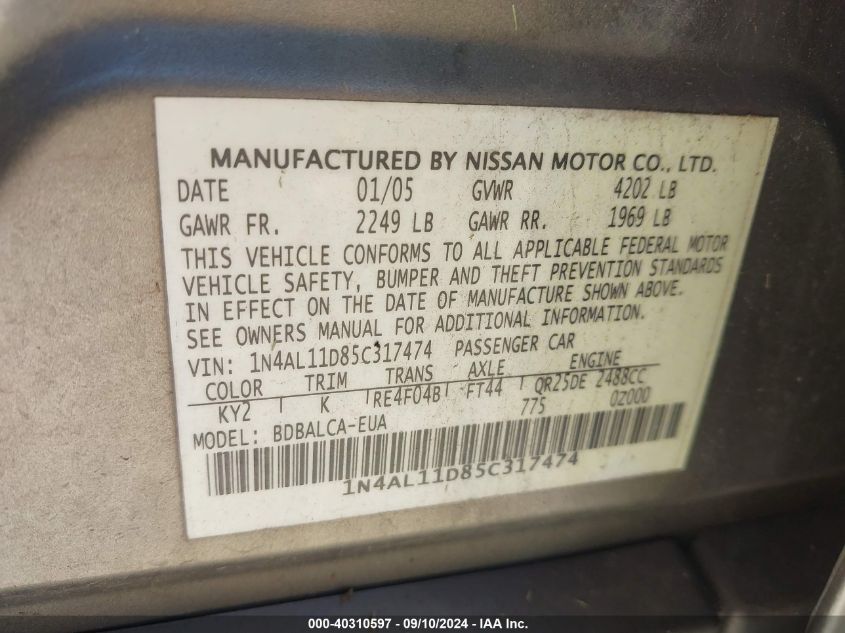 MANUFACTURED BY NISSAN MOTOR CO., LTD.
DATE 01/05 GVWR 4202 LB
GAWR FR. 2249 LB GAWR RR. 1969 LB
THIS VEHICLE CONFORMS TO ALL APPLICABLE FEDERAL MOTOR
VEHICLE SAFETY, BUMPER AND THEFT PREVENTION STANDARDS
IN EFFECT ON THE DATE OF MANUFACTURE SHOWN ABOVE.
SEE OWNERS MANUAL FOR ADDITIONAL INFORMATION.
VIN: 1N4AL11D85C317474 PASSENGER CAR
COLOR TRIM TRANS AXLE ENGINE
KY2 K RE4F04B FT44 QR25DE 2488CC
MODEL: BDBALCA-EUA 775 0Z000
1N4AL11D85C317474
000-40310597 - 09/10/2024 - IAA Inc.